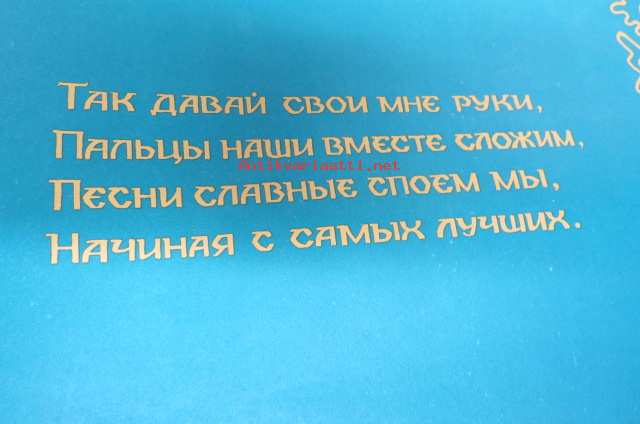 Так давай свои мне руки,
Пальцы наши вместе сложим,
Antikvariaatti.net
Песни славные споем мы,
Начиная с самых лучших.